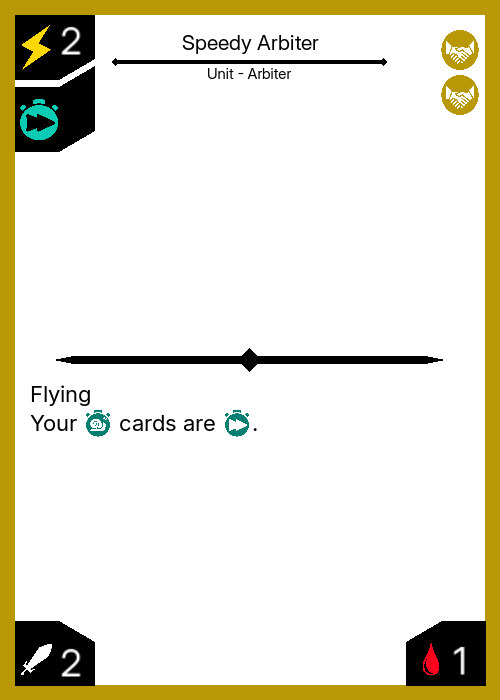 2
Speedy Arbiter
Unit - Arbiter
Flying
Your cards are .
2
1